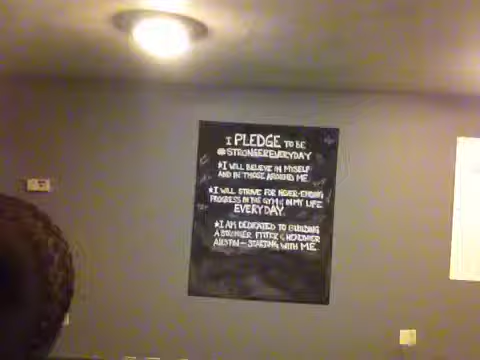 I PLEDGE TO BE
#STRONGEREVERYDAY
★I WILL BELIEVE IN MYSELF
AND IN THOSE AROUND ME.
★I WILL STRIVE FOR NEVER-ENDING
PROGRESS IN THE GYM & IN MY LIFE
EVERYDAY.
★I AM DEDICATED TO BUILDING
A STRONGER, FITTER & HEALTHIER
AUSTIN - STARTING WITH ME.